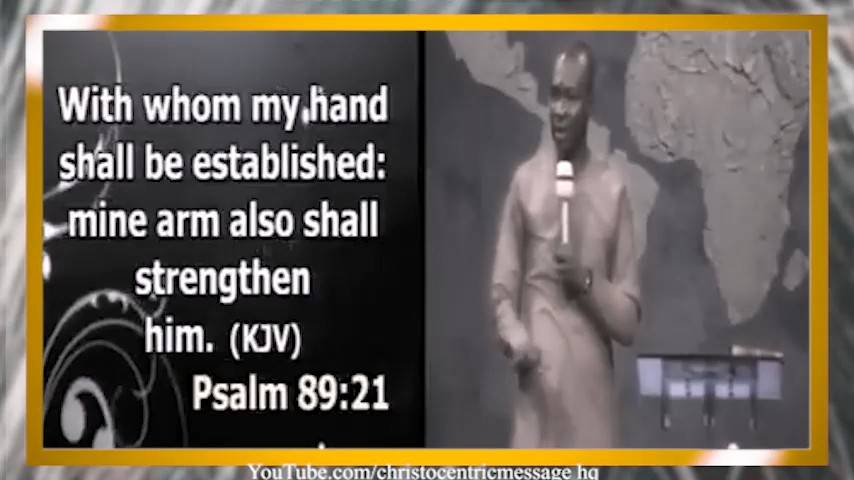 With whom my hand
shall be established:
mine arm also shall
strengthen
him. (KJV)
Psalm 89:21
YouTube.com/christocentricmessage hq